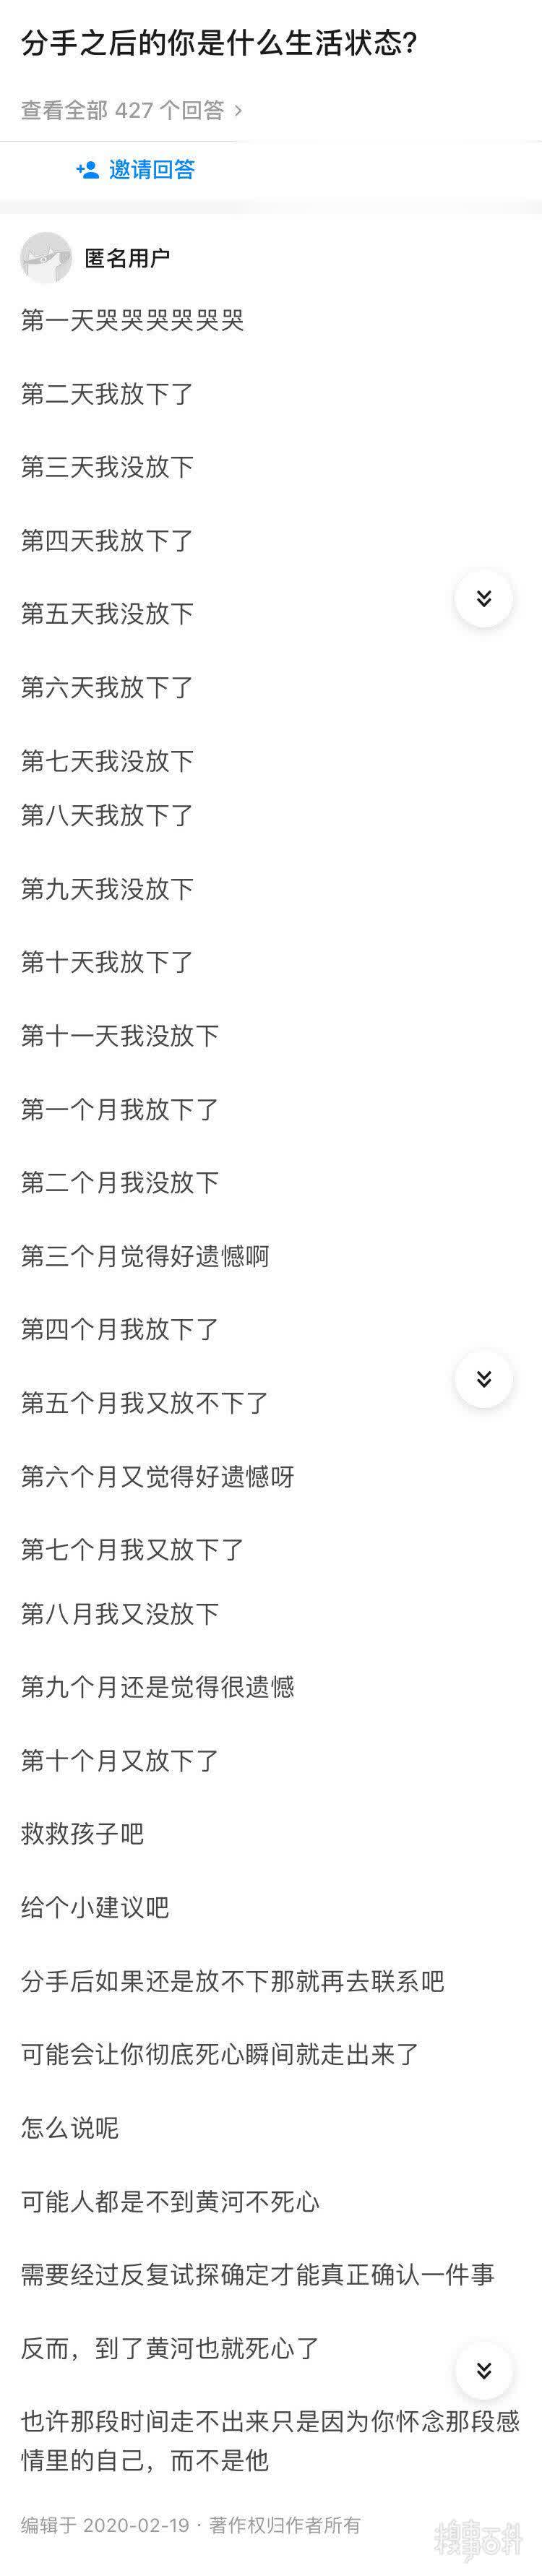 分手之后的你是什么生活状态?
查看全部 427 个回答 >
邀请回答
匿名用户
第一天哭哭哭哭哭哭
第二天我放下了
第三天我没放下
第四天我放下了
第五天我没放下
第六天我放下了
第七天我没放下
第八天我放下了
第九天我没放下
第十天我放下了
第十一天我没放下
第一个月我放下了
第二个月我没放下
第三个月觉得好遗憾啊
第四个月我放下了
第五个月我又放不下了
第六个月又觉得好遗憾呀
第七个月我又放下了
第八月我又没放下
第九个月还是觉得很遗憾
第十个月又放下了
救救孩子吧
给个小建议吧
分手后如果还是放不下那就再去联系吧
可能会让你彻底死心瞬间就走出来了
怎么说呢
可能人都是不到黄河不死心
需要经过反复试探确定才能真正确认一件事
反而，到了黄河也就死心了
也许那段时间走不出来只是因为你怀念那段感
情里的自己，而不是他
编辑于 2020-02-19 · 著作权归作者所有
糗事百科